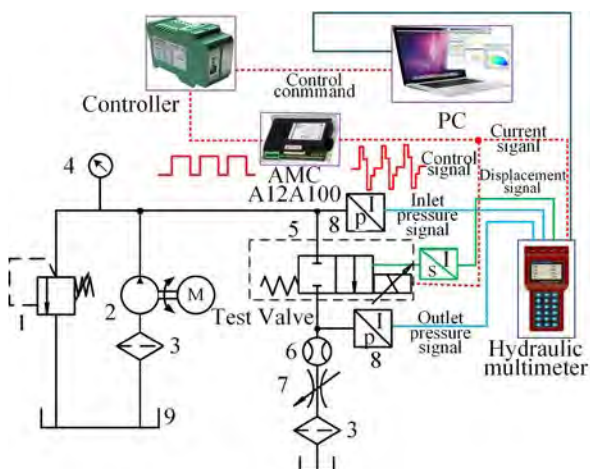 Control
conmmand
Controller
PC
Current
siganl
4
AMC
A12A100
Control
signal
Displacement
signal
5
8
p
I
Inlet
pressure
signal
s
I
1
2
M
Test Valve
p
I
Outlet
pressure
signal
3
6
8
Hydraulic
multimeter
7
9
3